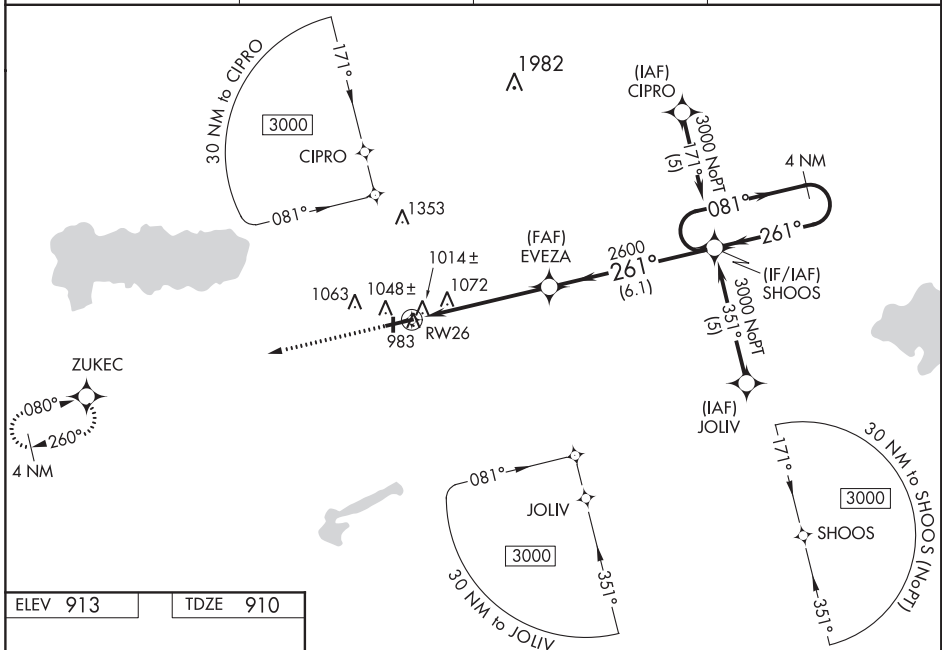 30 NM to CIPRO
171°
3000
CIPRO
081°
1982
1353
(IAF)
CIPRO
3000 NoPT
171°
(5)
4 NM
081°
261°
(FAF)
EVEZA
2600
261°
(6.1)
(IF/IAF)
SHOOS
1014±
1063
1048±
1072
983
RW26
3000 NoPT
351°
(5)
(IAF)
JOLIV
ZUKEC
080°
260°
4 NM
081°
JOLIV
3000
351°
30 NM to JOLIV
171°
30 NM to SHOOS (NoPT)
3000
SHOOS
351°
ELEV 913
TDZE 910